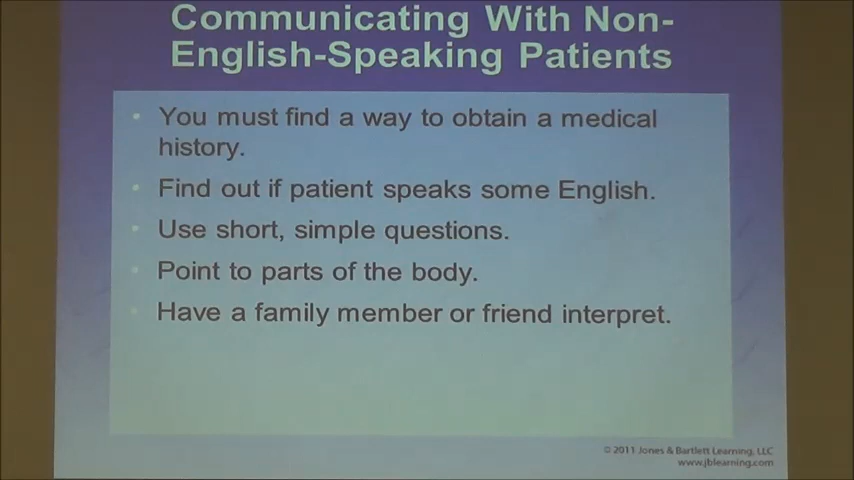 Communicating With Non-
English-Speaking Patients
• You must find a way to obtain a medical
history.
• Find out if patient speaks some English.
• Use short, simple questions.
• Point to parts of the body.
• Have a family member or friend interpret.
© 2011 Jones & Bartlett Learning, LLC
www.jblearning.com